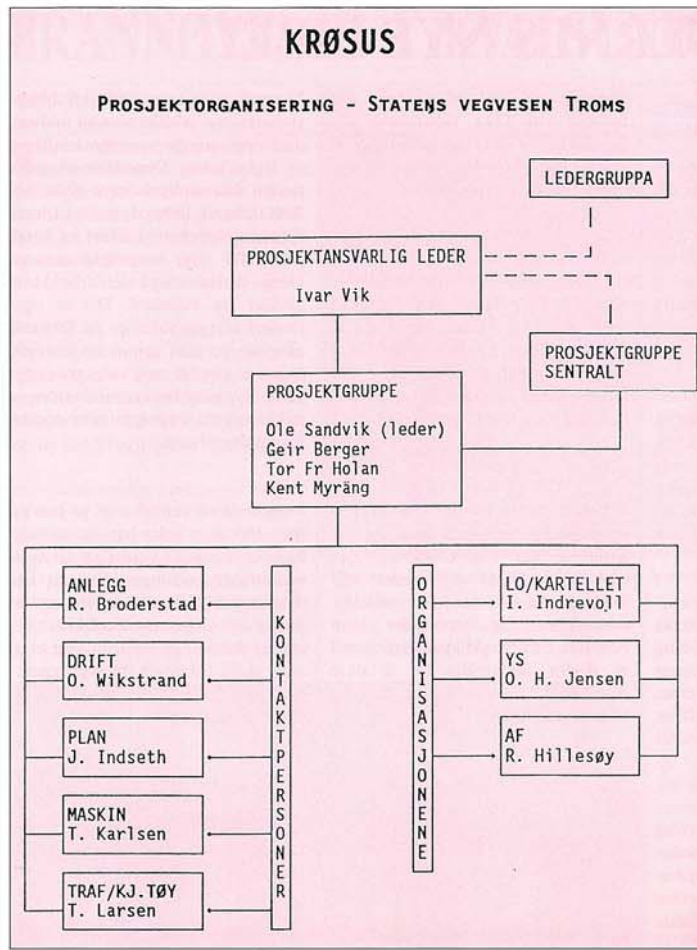 KRØSUS
PROSJEKTORGANISERING - STATENS VEGVESEN TROMS
LEDERGRUPPA
PROSJEKTANSVARLIG LEDER
Ivar Vik
PROSJEKTGRUPPE
SENTRALT
PROSJEKTGRUPPE
Ole Sandvik (leder)
Geir Berger
Tor Fr Holan
Kent Myräng
ANLEGG
R. Broderstad
DRIFT
O. Wikstrand
PLAN
J. Indseth
MASKIN
T. Karlsen
TRAF/KJ.TØY
T. Larsen
KONTAKTPERSONER
ORGANISASJONENE
LO/KARTELLET
I. Indrevoll
YS
O. H. Jensen
AF
R. Hillesøy